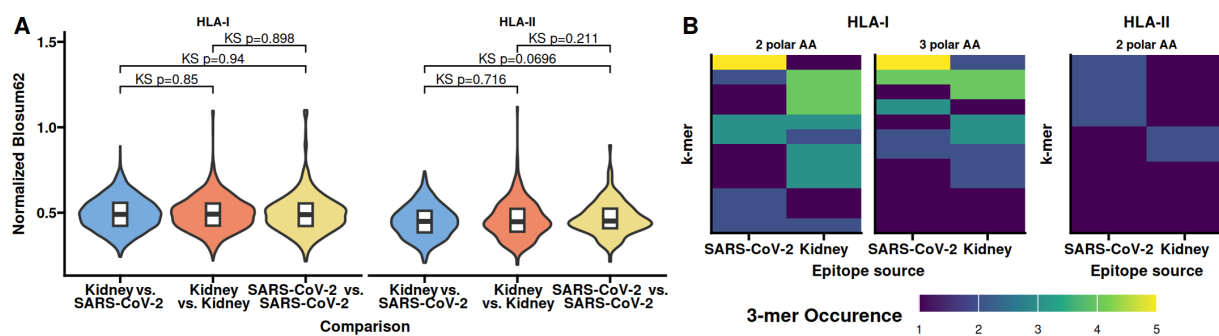 A
HLA-I
HLA-II
1.5
1.0
0.5
Normalized Blosum62
KS p=0.898
KS p=0.94
KS p=0.85
KS p=0.211
KS p=0.0696
KS p=0.716
Kidney vs.
SARS-CoV-2
Kidney
vs. Kidney
SARS-CoV-2 vs.
SARS-CoV-2
Kidney vs.
SARS-CoV-2
Kidney
vs. Kidney
SARS-CoV-2 vs.
SARS-CoV-2
Comparison
B
HLA-I
HLA-II
2 polar AA
3 polar AA
2 polar AA
k-mer
k-mer
SARS-CoV-2 Kidney
SARS-CoV-2 Kidney
SARS-CoV-2 Kidney
Epitope source
Epitope source
3-mer Occurence
1 2 3 4 5